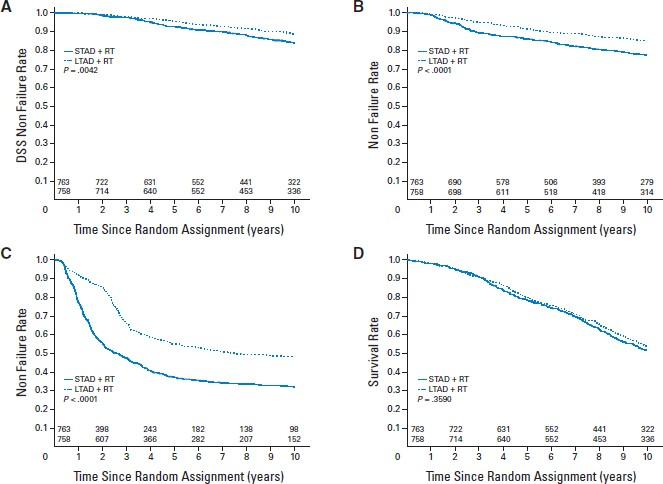 A
DSS Non Failure Rate
1.0
0.9
0.8
0.7
0.6
0.5
0.4
0.3
0.2
0.1
STAD + RT
LTAD + RT
P = .0042
763 722 631 552 441 322
758 714 640 552 453 336
0 1 2 3 4 5 6 7 8 9 10
Time Since Random Assignment (years)
B
Non Failure Rate
1.0
0.9
0.8
0.7
0.6
0.5
0.4
0.3
0.2
0.1
STAD + RT
LTAD + RT
P < .0001
763 690 578 506 393 279
758 698 611 518 418 314
0 1 2 3 4 5 6 7 8 9 10
Time Since Random Assignment (years)
C
Non Failure Rate
1.0
0.9
0.8
0.7
0.6
0.5
0.4
0.3
0.2
0.1
STAD + RT
LTAD + RT
P < .0001
763 398 243 182 138 98
758 607 366 282 207 152
0 1 2 3 4 5 6 7 8 9 10
Time Since Random Assignment (years)
D
Survival Rate
1.0
0.9
0.8
0.7
0.6
0.5
0.4
0.3
0.2
0.1
STAD + RT
LTAD + RT
P = .3590
763 722 631 552 441 322
758 714 640 552 453 336
0 1 2 3 4 5 6 7 8 9 10
Time Since Random Assignment (years)